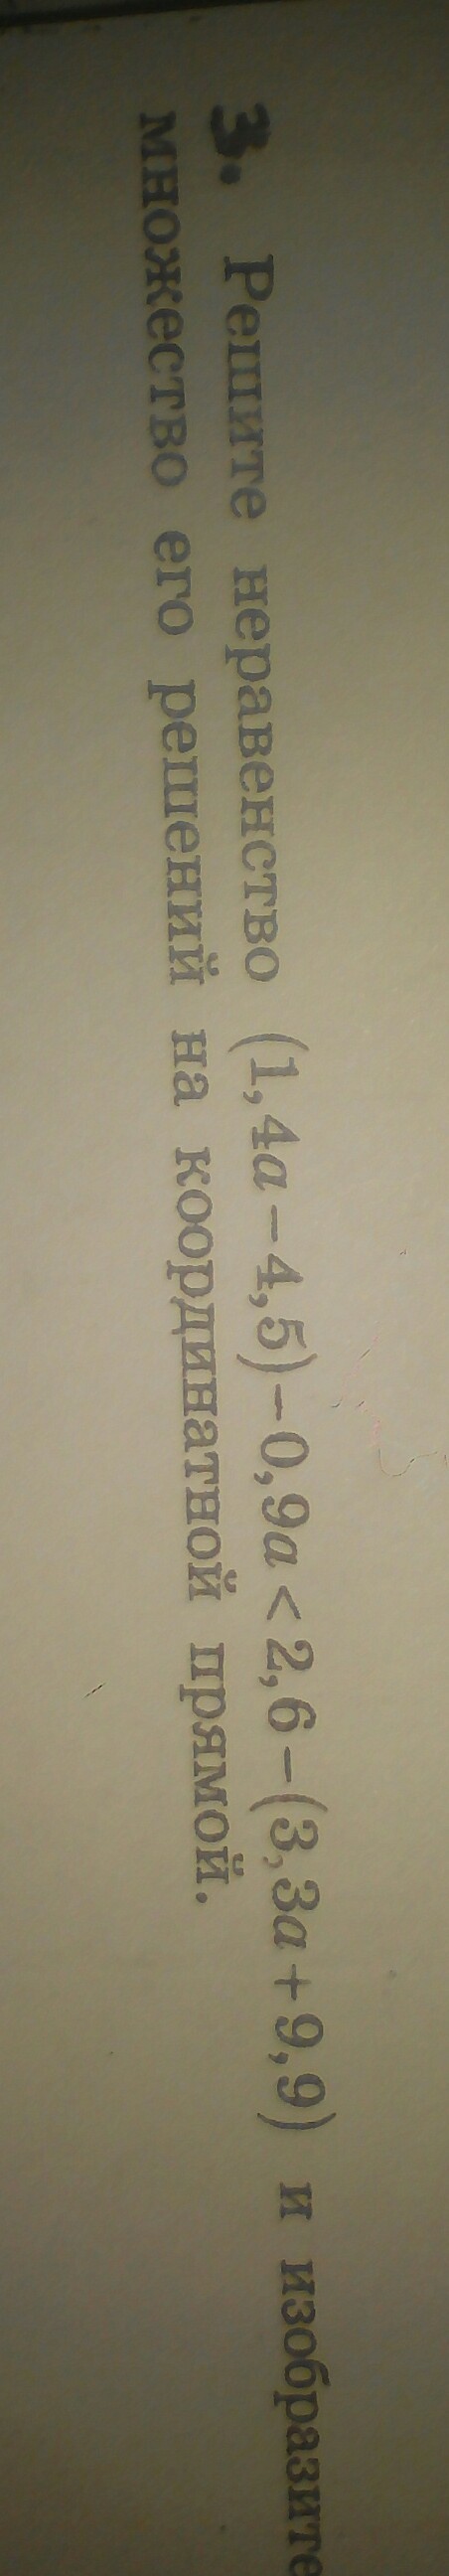 3. Решите неравенство (1,4a−4,5)−0,9a<2,6−(3,3a+9,9) и изобразите
множество его решений на координатной прямой.